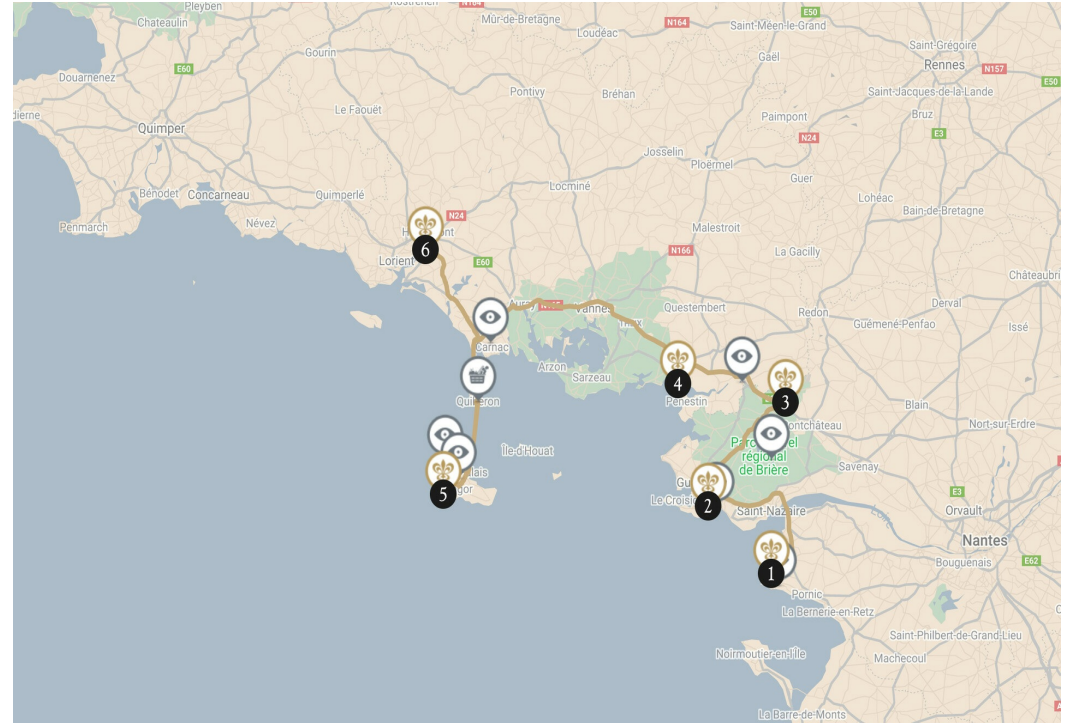 Rostrenen
N164
Pleyben
Mûr-de-Bretagne
E50
Chateaulin
N164
Saint-Méen-le-Grand
Loudéac
Saint-Grégoire
Gourin
Gaël
Rennes
E60
N157
Douarnenez
E50
Pontivy
Bréhan
Saint-Jacques-de-la-Lande
Le Faouët
Paimpont
Bruz
dierne
Quimper
E3
N24
Josselin
Ploërmel
Guer
Locminé
Bénodet
Concarneau
Quimperlé
Lohéac
Bain-de-Bretagne
Penmarch
Névez
N24
Malestroit
6
N166
La Gacilly
Lorient
E60
Châteaubri
Derval
Vannes
Questembert
Redon
Guémené-Penfao
Issé
Carnac
Arzon
Sarzeau
4
Pénestin
3
Blain
Quiberon
Nort-sur-Erdre
ontchâteau
Île-d'Houat
régional
de Brière
Savenay
5
2
Le Croisic
E3
Saint-Nazaire
Loire
Orvault
Nantes
1
Bouguenais
E62
Pornic
La Bernerie-en-Retz
Saint-Philbert-de-Grand-Lieu
Noirmoutier-en-l'Île
Machecoul
La Barre-de-Monts